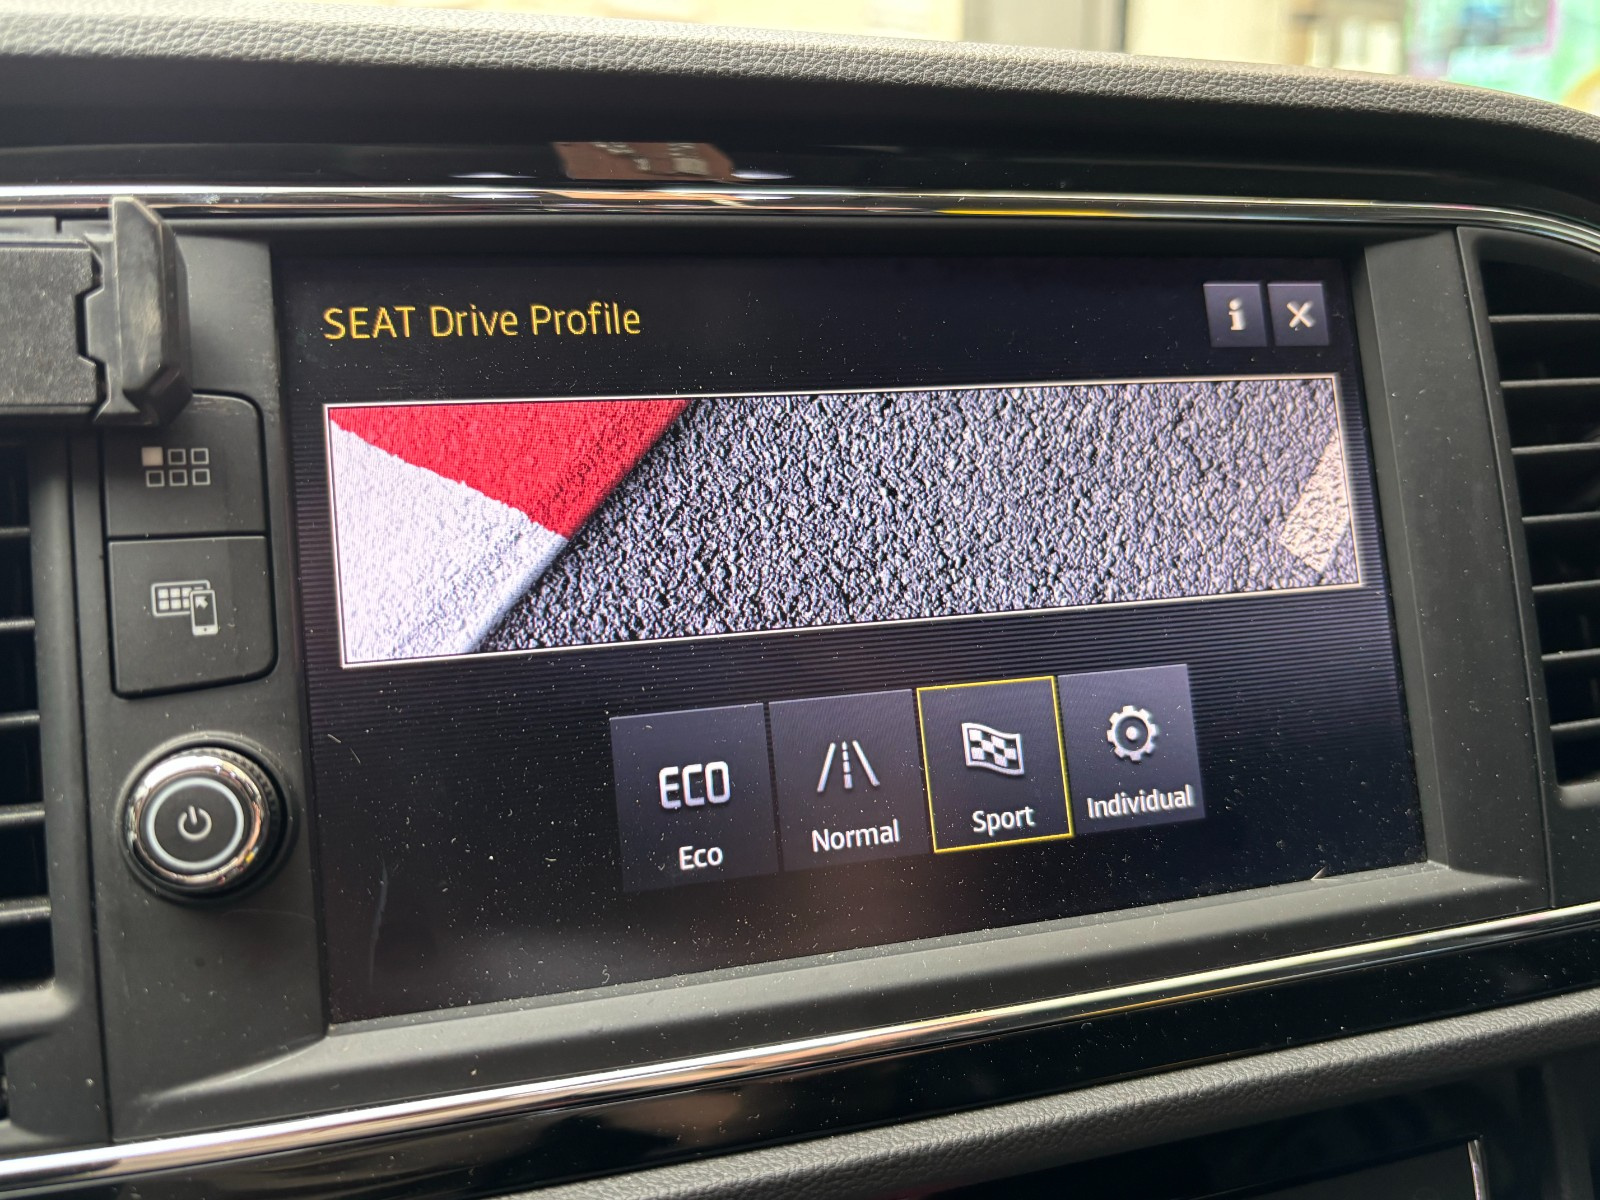 SEAT Drive Profile
i
ECO
Eco
Normal
Sport
Individual